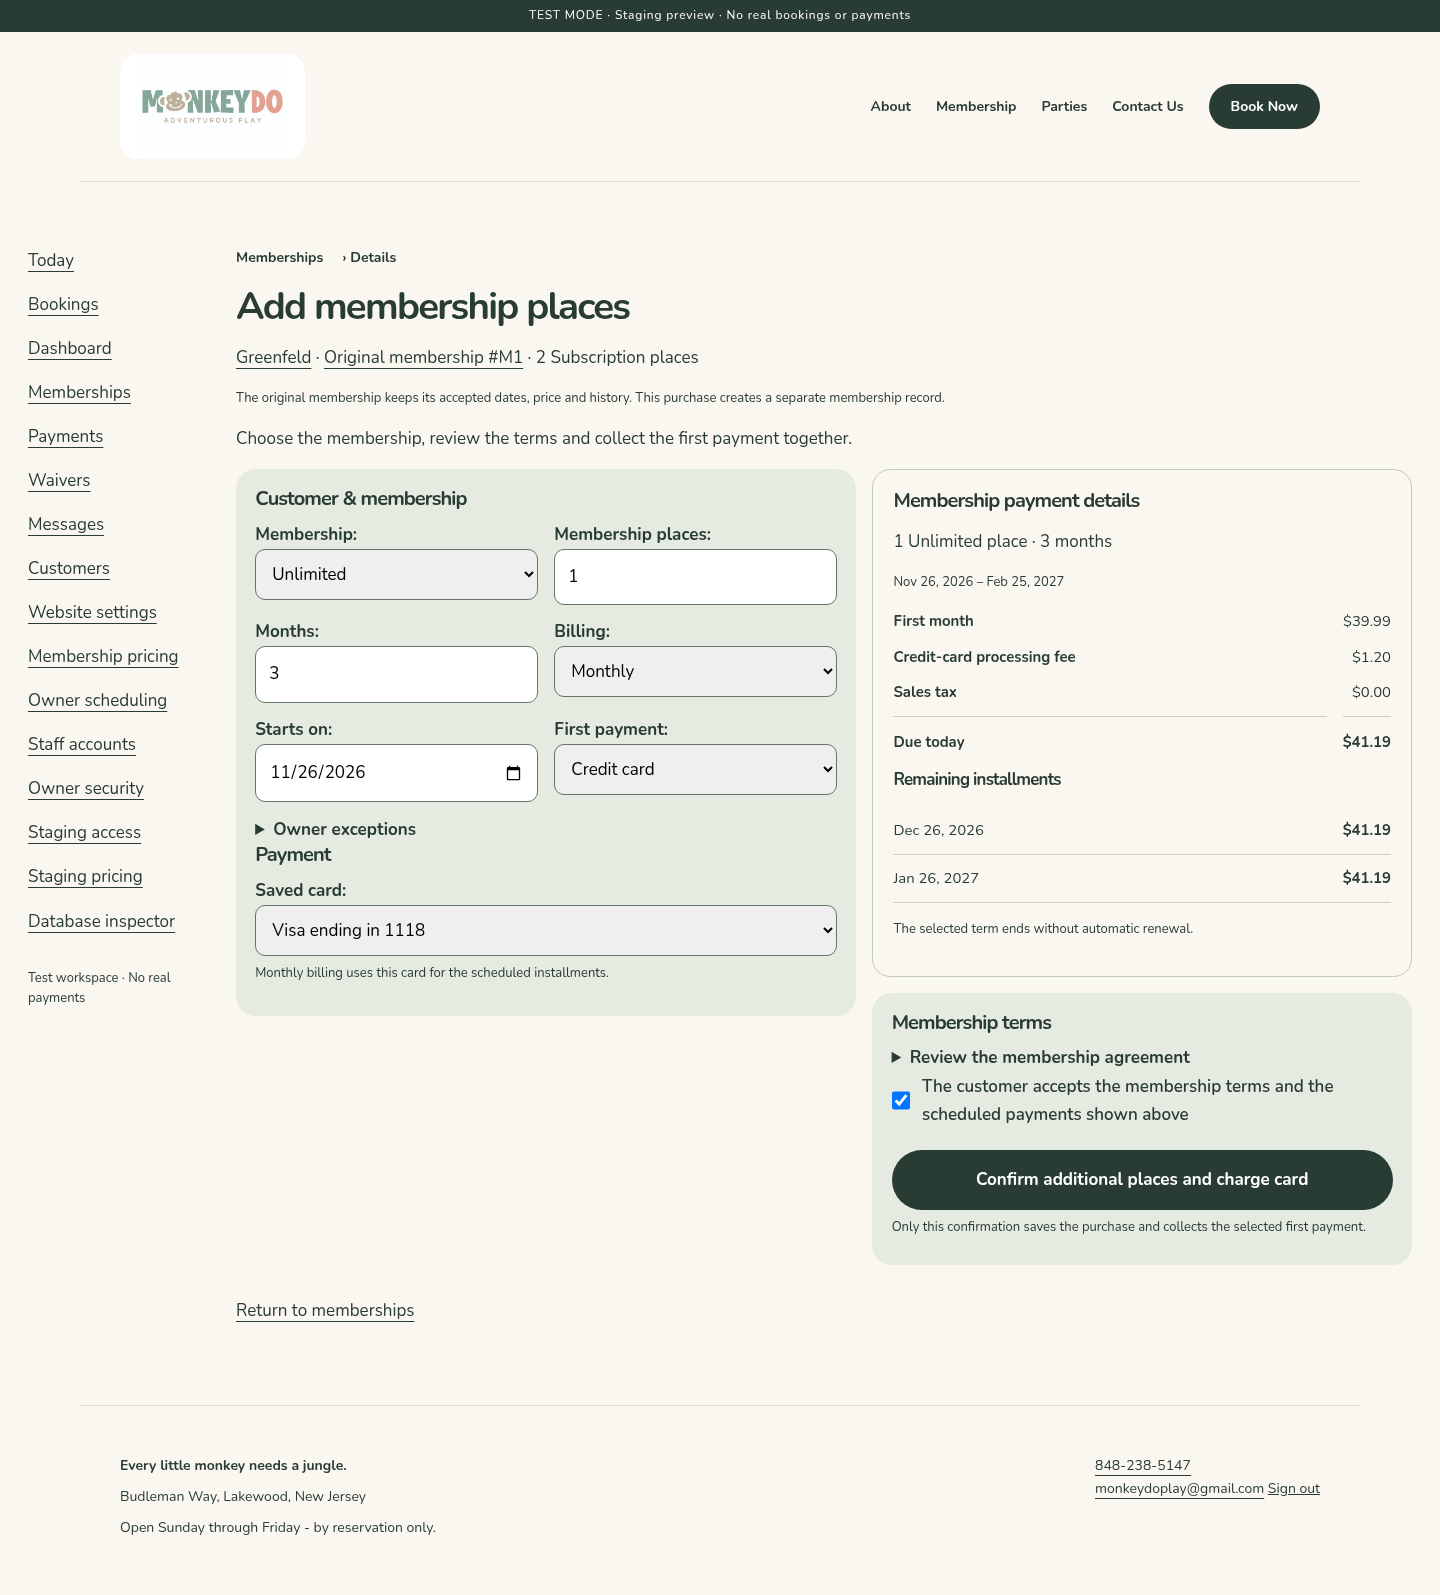 TEST MODE · Staging preview · No real bookings or payments
MONKEYDO
ADVENTUROUS PLAY
About
Membership
Parties
Contact Us
Book Now
Today
Bookings
Dashboard
Memberships
Payments
Waivers
Messages
Customers
Website settings
Membership pricing
Owner scheduling
Staff accounts
Owner security
Staging access
Staging pricing
Database inspector
Test workspace · No real
payments
Memberships › Details
Add membership places
Greenfeld · Original membership #M1 · 2 Subscription places
The original membership keeps its accepted dates, price and history. This purchase creates a separate membership record.
Choose the membership, review the terms and collect the first payment together.
Customer & membership
Membership:
Unlimited
Membership places:
1
Months:
3
Billing:
Monthly
Starts on:
11/26/2026
First payment:
Credit card
Owner exceptions
Payment
Saved card:
Visa ending in 1118
Monthly billing uses this card for the scheduled installments.
Membership payment details
1 Unlimited place · 3 months
Nov 26, 2026 – Feb 25, 2027
First month $39.99
Credit-card processing fee $1.20
Sales tax $0.00
Due today $41.19
Remaining installments
Dec 26, 2026 $41.19
Jan 26, 2027 $41.19
The selected term ends without automatic renewal.
Membership terms
Review the membership agreement
The customer accepts the membership terms and the
scheduled payments shown above
Confirm additional places and charge card
Only this confirmation saves the purchase and collects the selected first payment.
Return to memberships
Every little monkey needs a jungle.
Budleman Way, Lakewood, New Jersey
Open Sunday through Friday - by reservation only.
848-238-5147
monkeydoplay@gmail.com Sign out